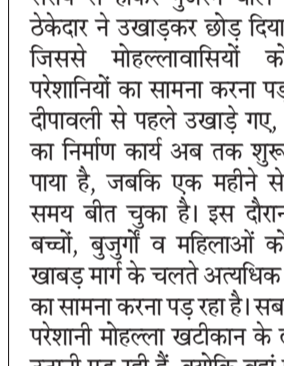 ठेकेदार ने उखाड़कर छोड़ दिया
जिससे मोहल्लावासियों को
परेशानियों का सामना करना
दीपावली से पहले उखाड़े गए,
का निर्माण कार्य अब तक
पाया है, जबकि एक महीने से
समय बीत चुका है। इस
बच्चों, बुजुर्गों व महिलाओं को
खाबड़ मार्ग के चलते अत्यधिक
का सामना करना पड़ रहा है। सब
परेशानी मोहल्ला खटीकान के